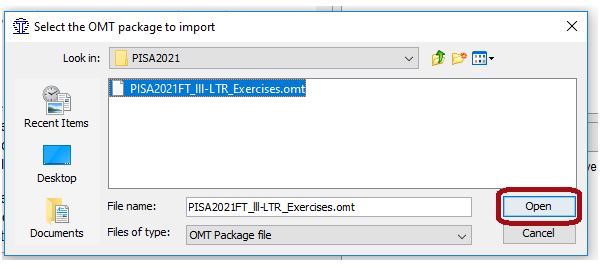 Select the OMT package to import
Look in: PISA2021
PISA2021FT_lll-LTR_Exercises.omt
Recent Items
Desktop
Documents
File name: PISA2021FT_lll-LTR_Exercises.omt
Open
Files of type: OMT Package file
Cancel